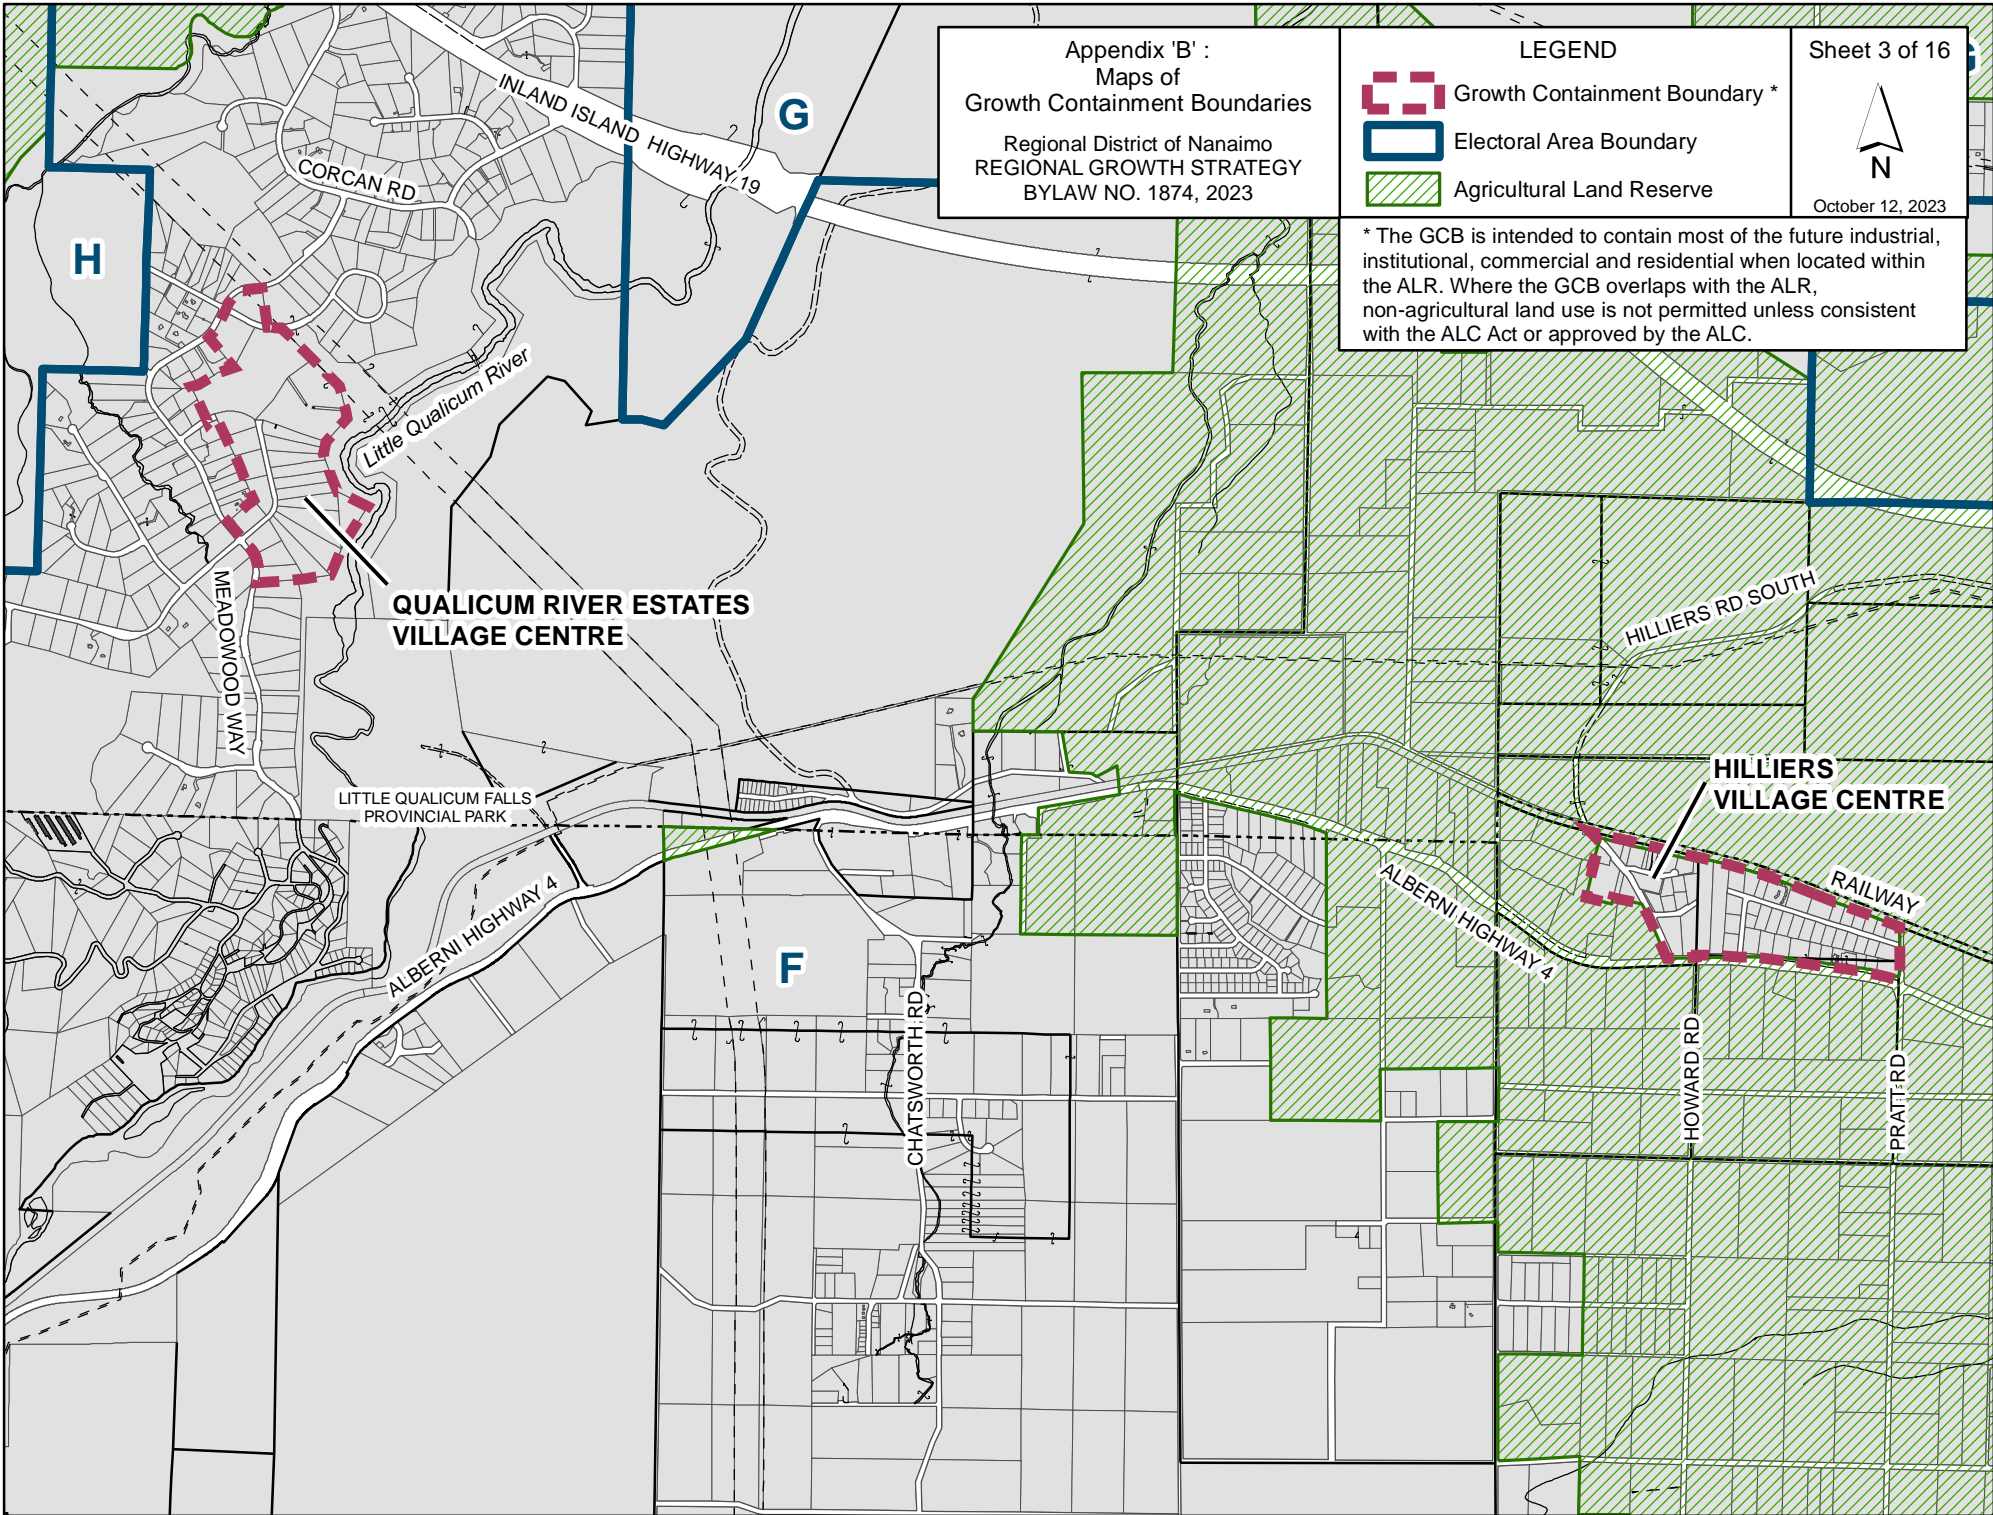 Appendix 'B' :
Maps of
Growth Containment Boundaries
Regional District of Nanaimo
REGIONAL GROWTH STRATEGY
BYLAW NO. 1874, 2023
LEGEND
Growth Containment Boundary *
Electoral Area Boundary
Agricultural Land Reserve
Sheet 3 of 16
N
October 12, 2023
* The GCB is intended to contain most of the future industrial,
institutional, commercial and residential when located within
the ALR. Where the GCB overlaps with the ALR,
non-agricultural land use is not permitted unless consistent
with the ALC Act or approved by the ALC.
G
INLAND ISLAND HIGHWAY 19
CORCAN RD
H
Little Qualicum River
QUALICUM RIVER ESTATES
VILLAGE CENTRE
MEADOWOOD WAY
HILLIERS RD SOUTH
LITTLE QUALICUM FALLS
PROVINCIAL PARK
HILLIERS
VILLAGE CENTRE
RAILWAY
ALBERNI HIGHWAY 4
ALBERNI HIGHWAY 4
F
CHATSWORTH RD
HOWARD RD
PRATT RD